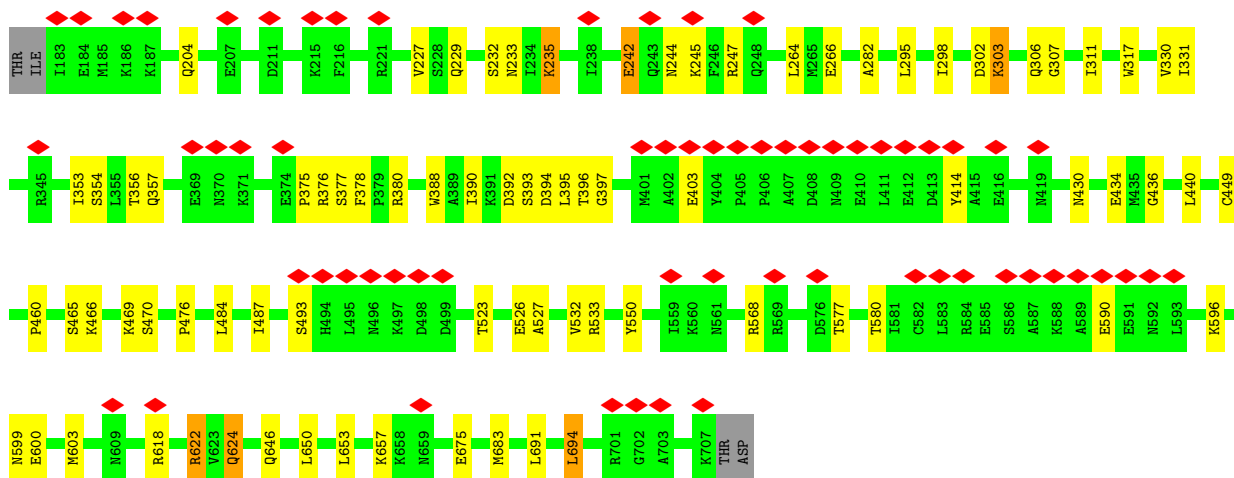 THR ILE I183 E184 M185 K186 K187 Q204 E207 D211 K215 F216 R221 V227 S228 Q229 S232 N233 I234 K235 I238 E242 Q243 N244 K245 F246 R247 Q248 L264 M265 E266 A282 L295 I298 D302 K303 Q306 G307 I311 W317 V330 I331
R345 I353 S354 L355 T356 Q357 E369 N370 K371 E374 P375 R376 S377 F378 P379 R380 W388 A389 I390 K391 D392 S393 D394 L395 T396 G397 M401 A402 E403 Y404 P405 P406 A407 D408 N409 E410 L411 E412 D413 Y414 A415 E416 N419 N430 E434 M435 G436 L440 C449
P460 S465 K466 K469 S470 P476 L484 I487 S493 H494 L495 N496 K497 D498 D499 T523 E526 A527 V532 R533 Y550 I559 K560 N561 R568 R569 D576 T577 T580 I581 C582 L583 R584 E585 S586 A587 K588 A589 E590 E591 N592 L593 K596
N599 E600 M603 N609 R618 R622 V623 Q624 Q646 L650 L653 K657 K658 N659 E675 M683 L691 L694 R701 G702 A703 K707 THR ASP